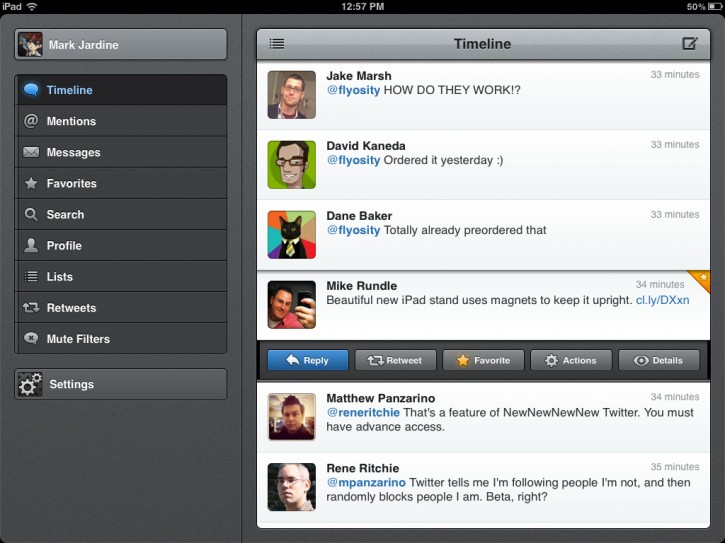 iPad 12:57 PM 50%
Mark Jardine
Timeline
Mentions
Messages
Favorites
Search
Profile
Lists
Retweets
Mute Filters
Settings
Timeline
Jake Marsh 33 minutes
@flyosity HOW DO THEY WORK!?
David Kaneda 33 minutes
@flyosity Ordered it yesterday :)
Dane Baker 33 minutes
@flyosity Totally already preordered that
Mike Rundle 34 minutes
Beautiful new iPad stand uses magnets to keep it upright. cl.ly/DXxn
Reply Retweet Favorite Actions Details
Matthew Panzarino 34 minutes
@reneritchie That's a feature of NewNewNewNew Twitter. You must
have advance access.
Rene Ritchie 35 minutes
@mpanzarino Twitter tells me I'm following people I'm not, and then
randomly blocks people I am. Beta, right?